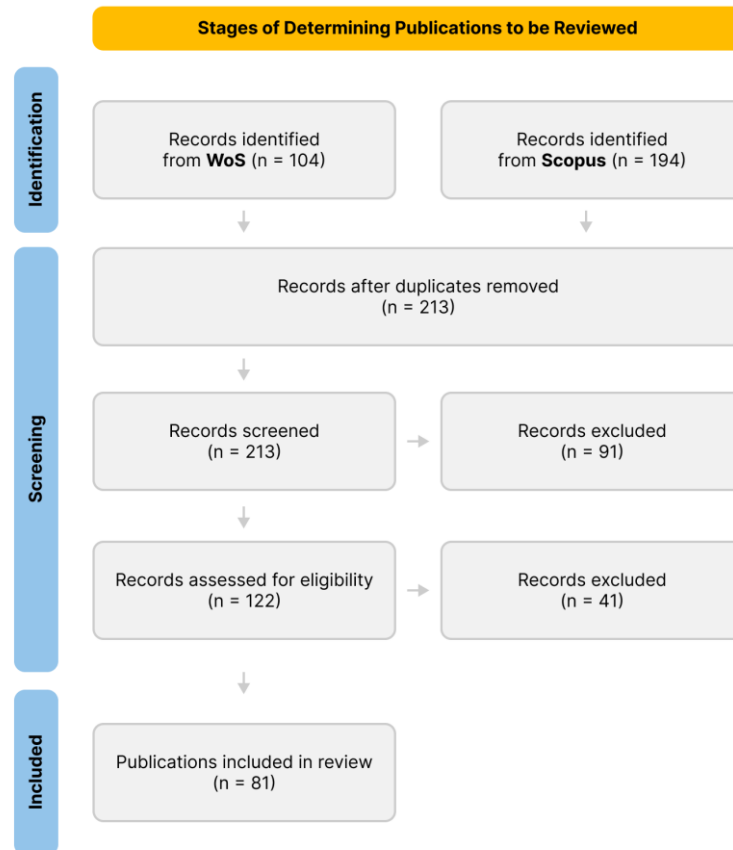 Stages of Determining Publications to be Reviewed
Identification
Records identified
from WoS (n = 104)
Records identified
from Scopus (n = 194)
Screening
Records after duplicates removed
(n = 213)
Records screened
(n = 213)
Records excluded
(n = 91)
Records assessed for eligibility
(n = 122)
Records excluded
(n = 41)
Included
Publications included in review
(n = 81)